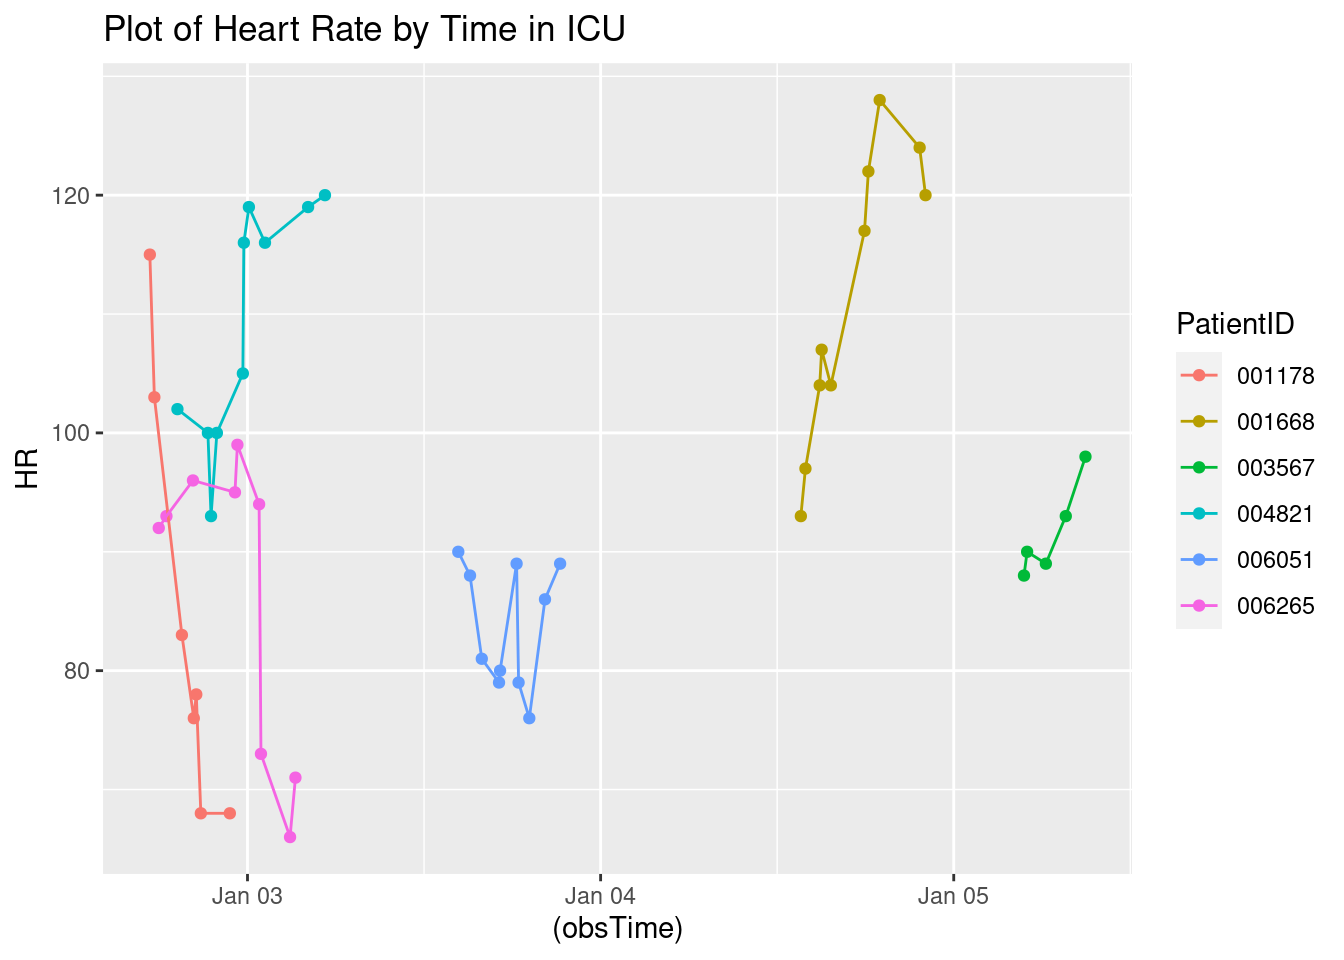 Plot of Heart Rate by Time in ICU
HR
120
100
80
Jan 03
Jan 04
Jan 05
(obsTime)
PatientID
001178
001668
003567
004821
006051
006265